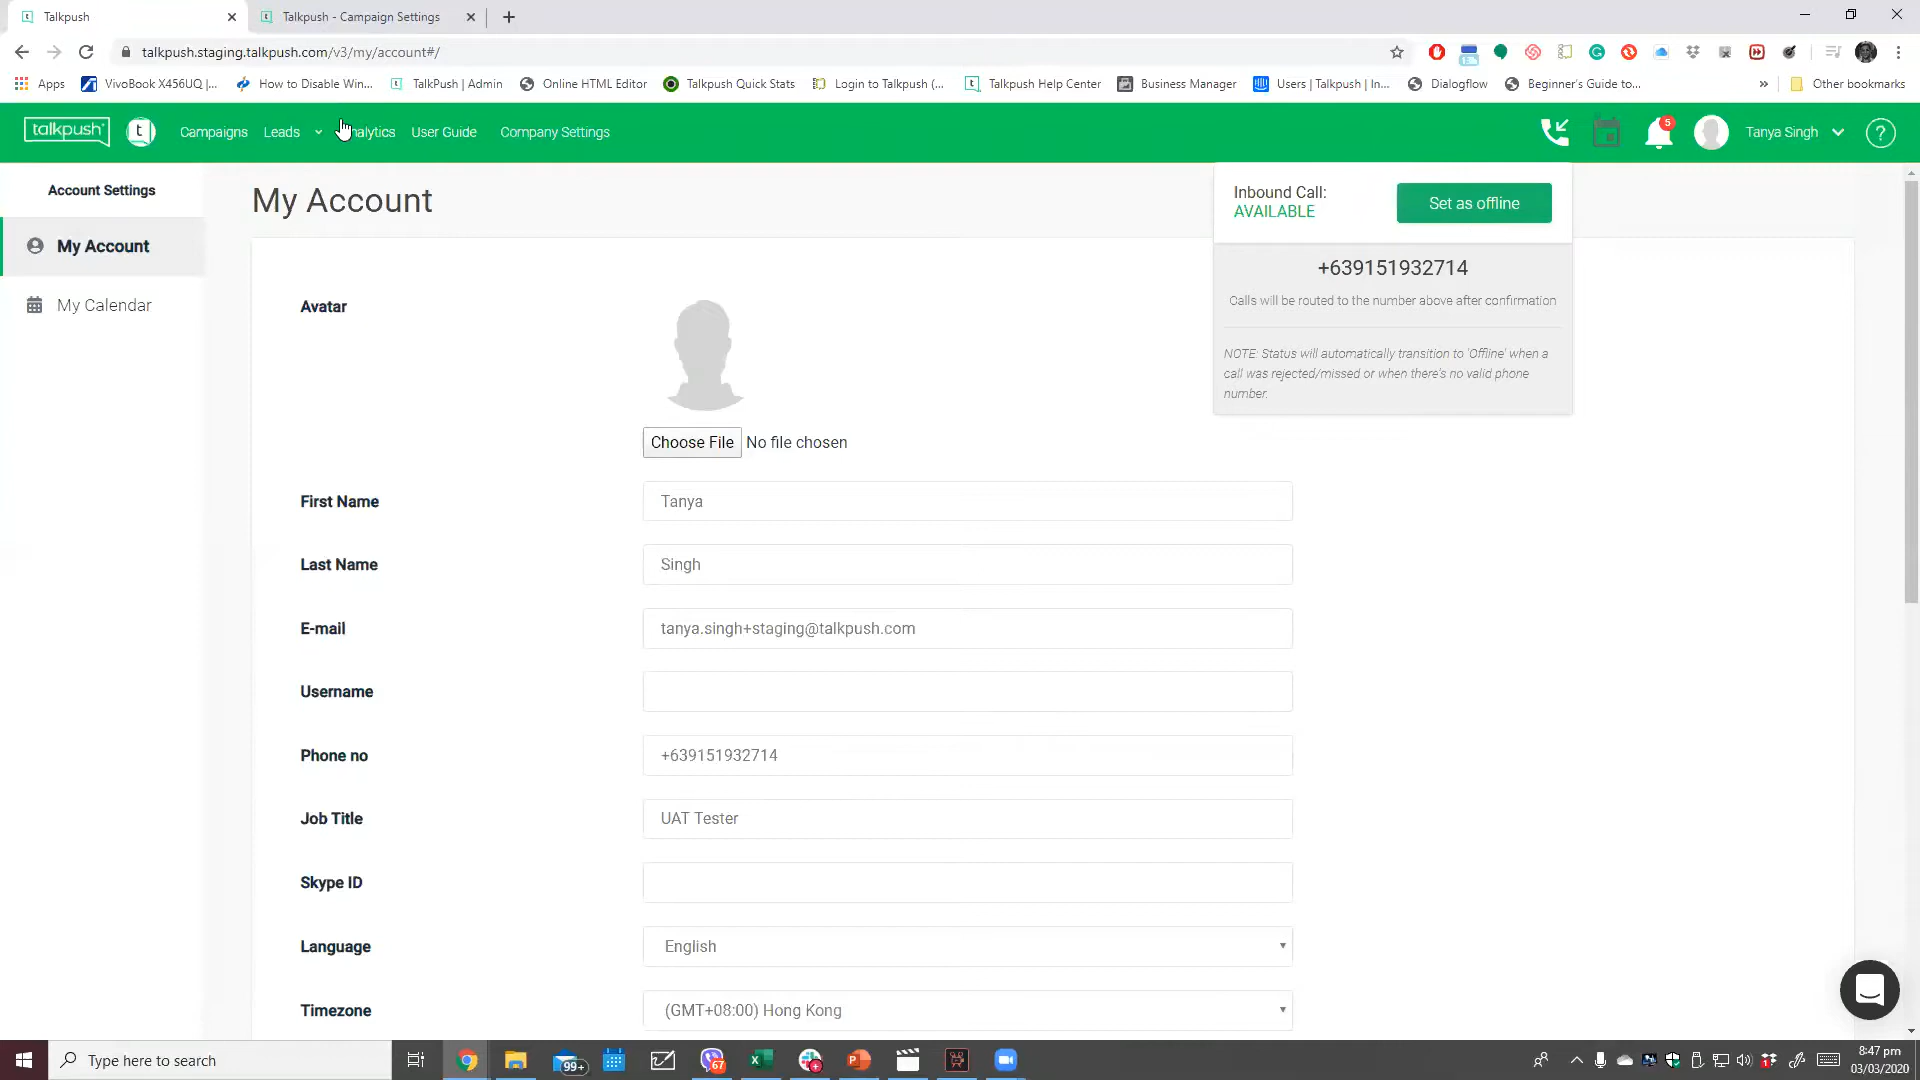 Talkpush
Talkpush - Campaign Settings
talkpush.staging.talkpush.com/v3/my/account#/
Apps
VivoBook X456UQ |...
How to Disable Win...
TalkPush | Admin
Online HTML Editor
Talkpush Quick Stats
Login to Talkpush (...
Talkpush Help Center
Business Manager
Users | Talkpush | In...
Dialogflow
Beginner's Guide to...
Other bookmarks
talkpush
t
Campaigns
Leads
nalytics
User Guide
Company Settings
5
Tanya Singh
?
Account Settings
My Account
My Calendar
My Account
Inbound Call:
AVAILABLE
Set as offline
+639151932714
Calls will be routed to the number above after confirmation
NOTE: Status will automatically transition to 'Offline' when a
call was rejected/missed or when there's no valid phone
number.
Avatar
Choose File No file chosen
First Name
Tanya
Last Name
Singh
E-mail
tanya.singh+staging@talkpush.com
Username
Phone no
+639151932714
Job Title
UAT Tester
Skype ID
Language
English
Timezone
(GMT+08:00) Hong Kong
Type here to search
99+
67
8:47 pm
03/03/2020